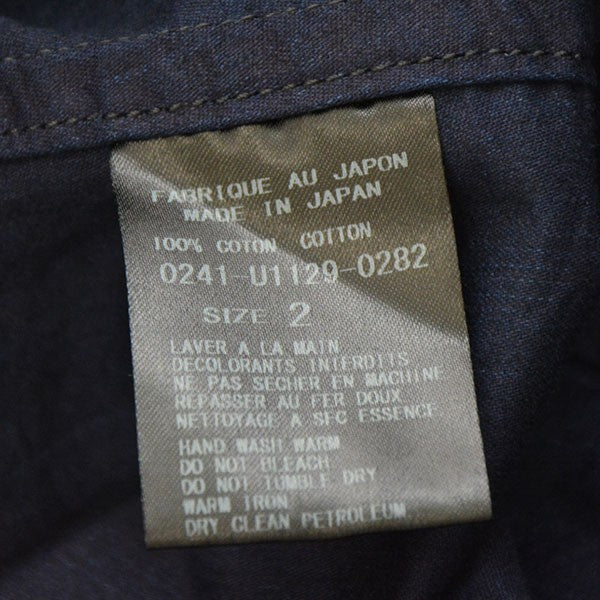 FABRIQUE AU JAPON
MADE IN JAPAN
100% COTON COTTON
0241-U1129-0282
SIZE 2
LAVER A LA MAIN
DECOLORANTS INTERDITS
NE PAS SECHER EN MACHINE
REPASSER AU FER DOUX
NETTOYAGE A SEC ESSENCE
HAND WASH WARM
DO NOT BLEACH
DO NOT TUMBLE DRY
WARM IRON
DRY CLEAN PETROLEUM